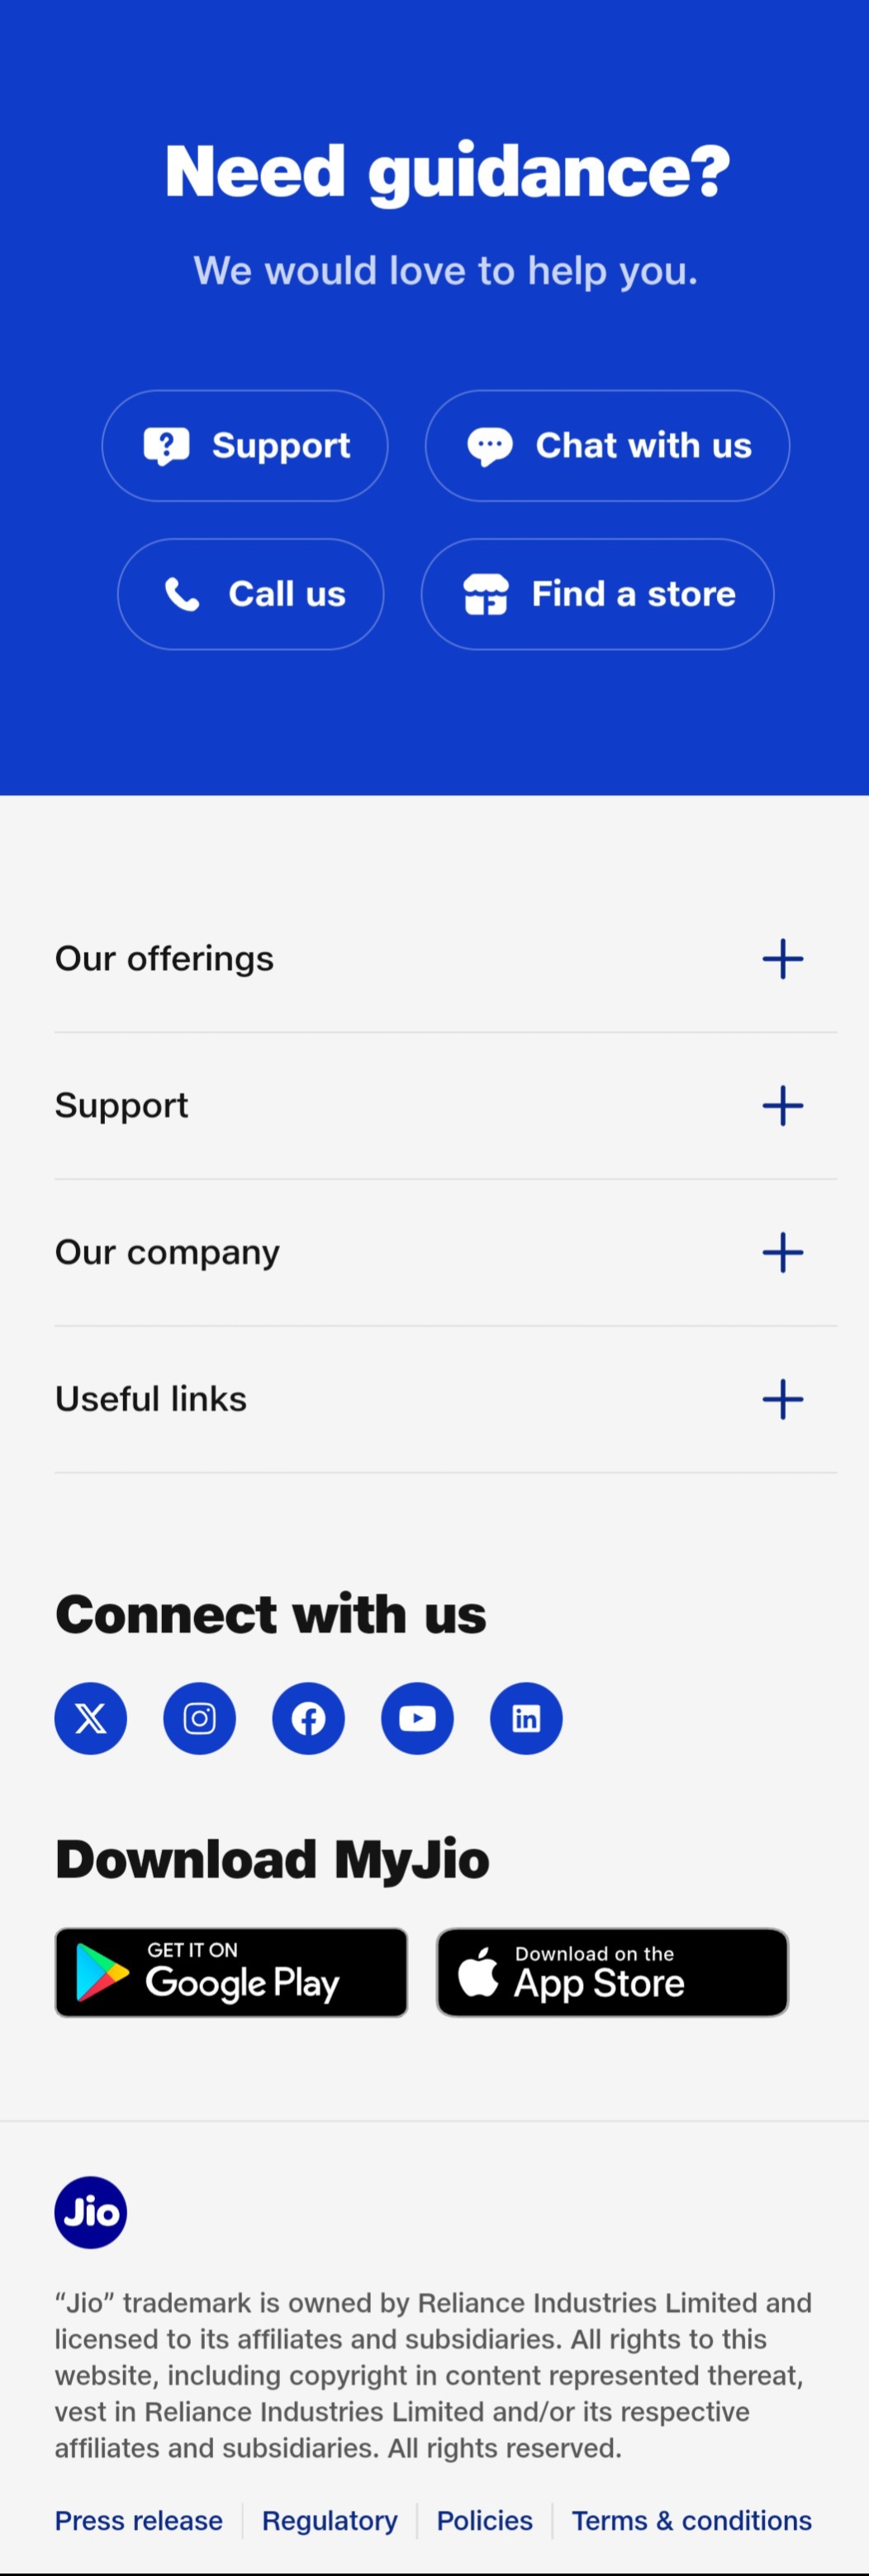 Need guidance?
We would love to help you.
Support
Chat with us
Call us
Find a store
Our offerings
Support
Our company
Useful links
Connect with us
Download MyJio
GET IT ON
Google Play
Download on the
App Store
Jio
“Jio” trademark is owned by Reliance Industries Limited and
licensed to its affiliates and subsidiaries. All rights to this
website, including copyright in content represented thereat,
vest in Reliance Industries Limited and/or its respective
affiliates and subsidiaries. All rights reserved.
Press release Regulatory Policies Terms & conditions